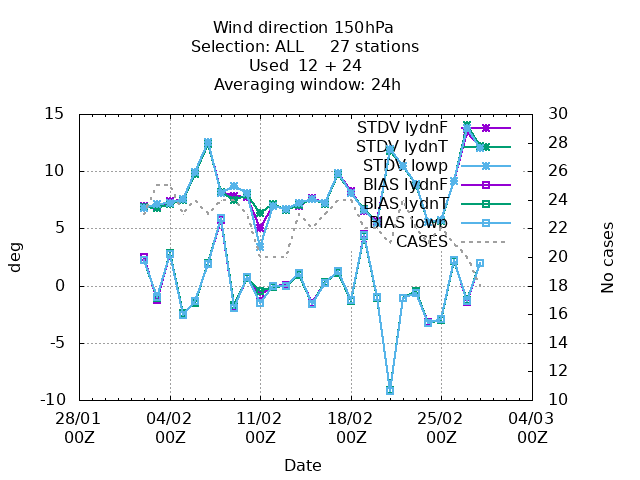 Wind direction 150hPa
Selection: ALL 27 stations
Used 12 + 24
Averaging window: 24h
15 30
STDV lydnF
28
STDV lydnT
10 26
STDV lowp
BIAS lydnF
24
BIAS lydnT
5 22
BIAS lowp
CASES
20
0 18
16
-5 14
12
-10 10
deg
No cases
28/01 04/02 11/02 18/02 25/02 04/03
00Z 00Z 00Z 00Z 00Z 00Z
Date